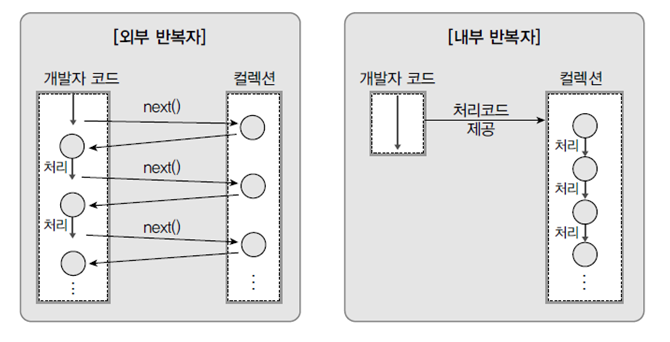 [외부 반복자]
개발자 코드
컬렉션
next()
처리
next()
처리
next()
[내부 반복자]
개발자 코드
컬렉션
처리코드
제공
처리
처리
처리